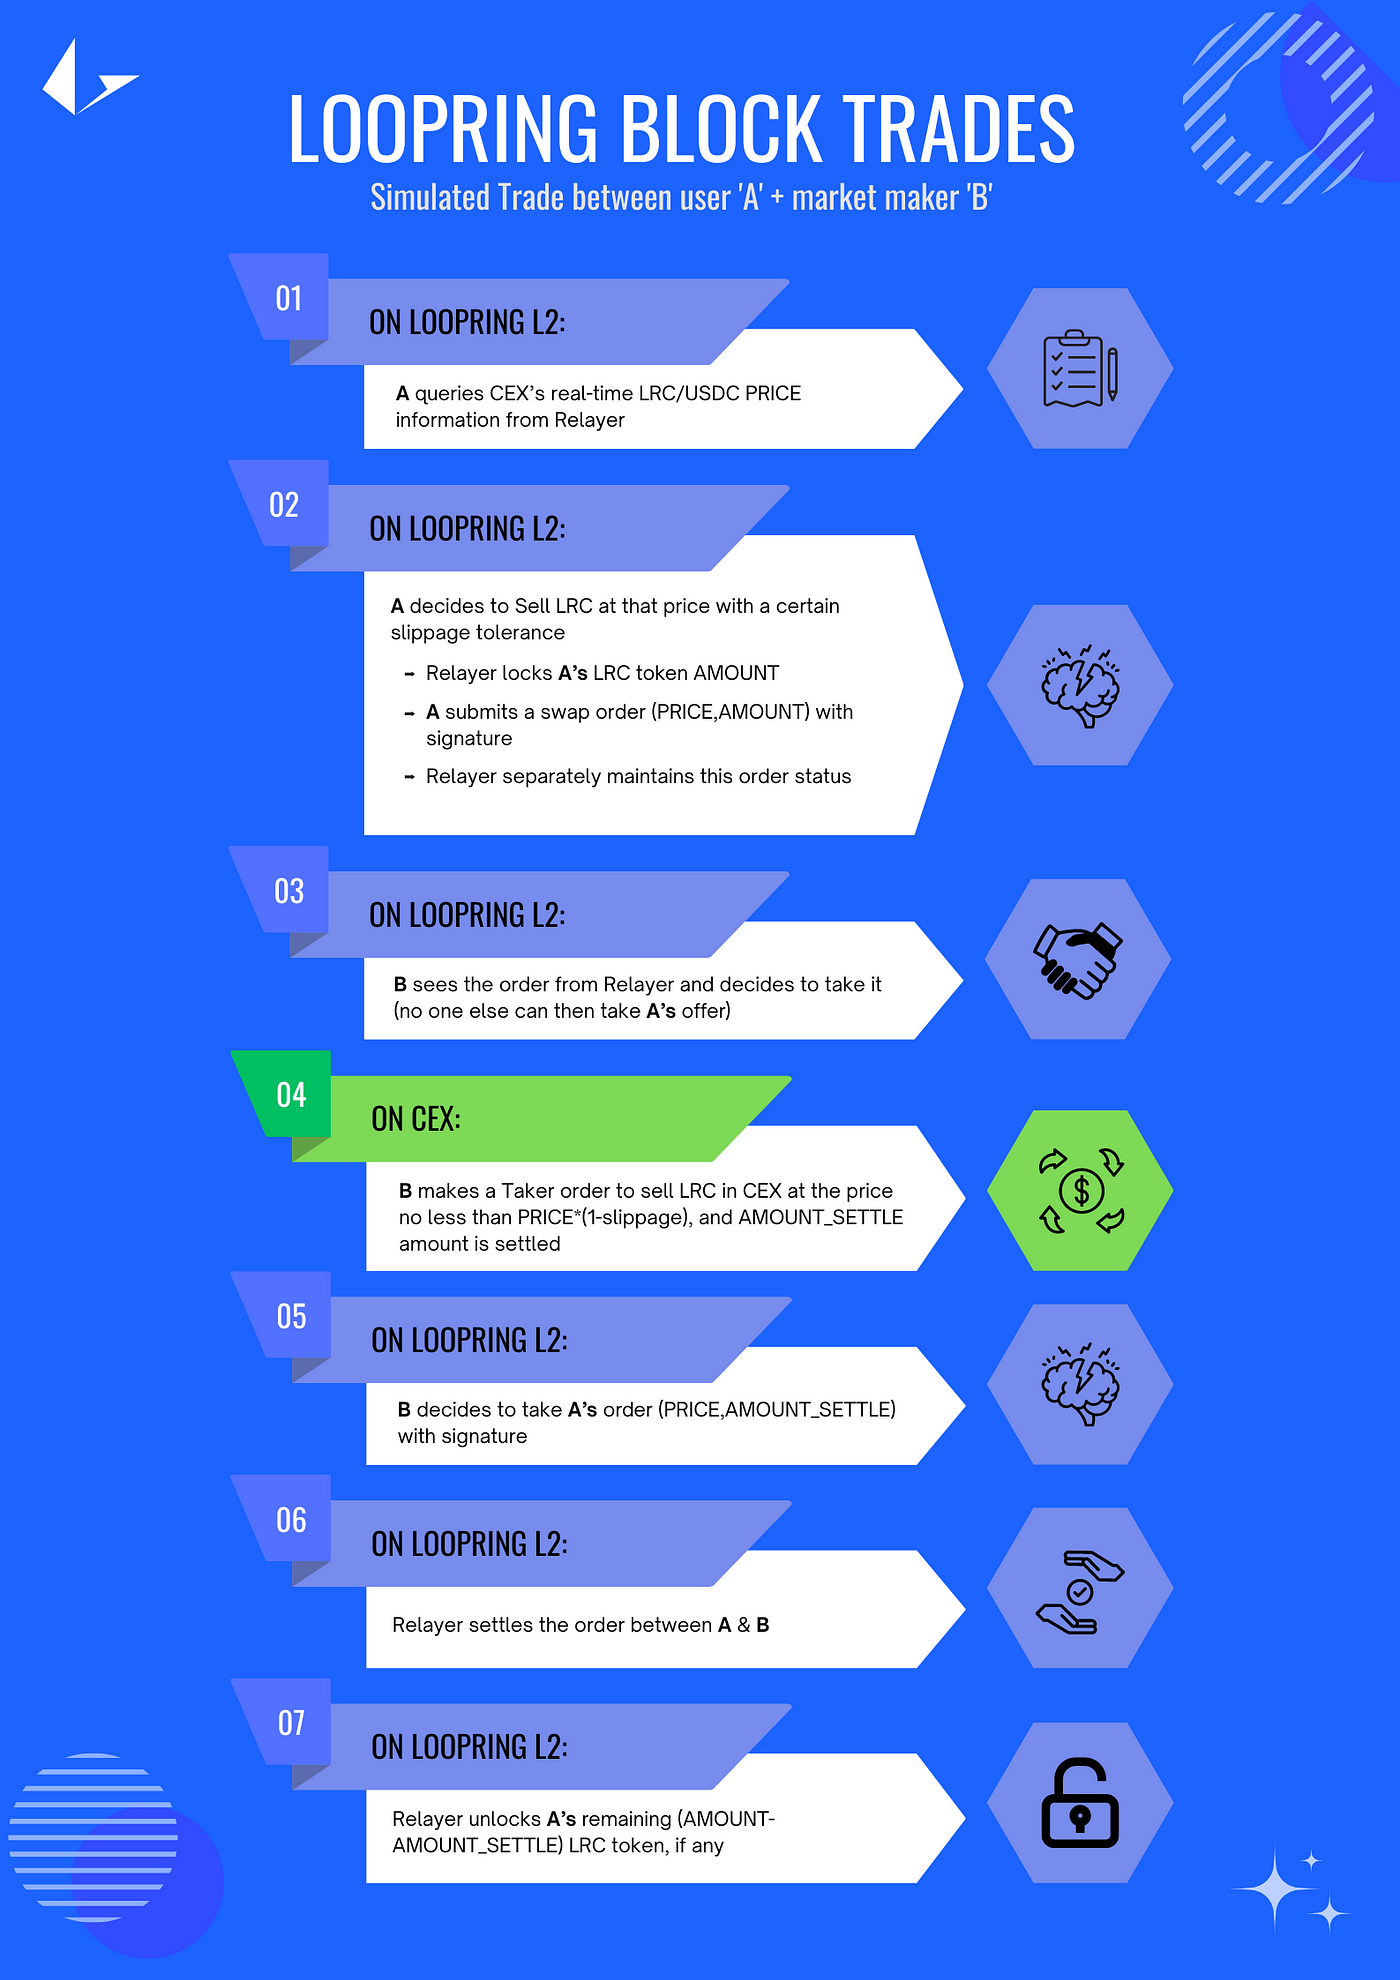 LOOPRING BLOCK TRADES
Simulated Trade between user 'A' + market maker 'B'
01
ON LOOPRING L2:
A queries CEX's real-time LRC/USDC PRICE
information from Relayer
02
ON LOOPRING L2:
A decides to Sell LRC at that price with a certain
slippage tolerance
→ Relayer locks A's LRC token AMOUNT
→ A submits a swap order (PRICE,AMOUNT) with
signature
→ Relayer separately maintains this order status
03
ON LOOPRING L2:
B sees the order from Relayer and decides to take it
(no one else can then take A's offer)
04
ON CEX:
B makes a Taker order to sell LRC in CEX at the price
no less than PRICE*(1-slippage), and AMOUNT_SETTLE
amount is settled
05
ON LOOPRING L2:
B decides to take A's order (PRICE,AMOUNT_SETTLE)
with signature
06
ON LOOPRING L2:
Relayer settles the order between A & B
07
ON LOOPRING L2:
Relayer unlocks A's remaining (AMOUNT-
AMOUNT_SETTLE) LRC token, if any